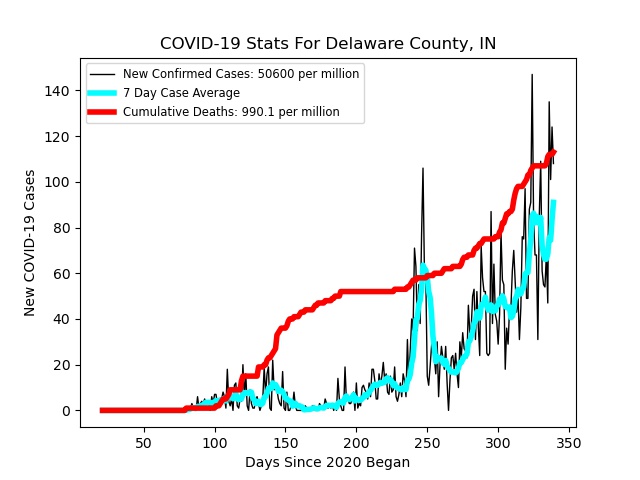 COVID-19 Stats For Delaware County, IN
New Confirmed Cases: 50600 per million
7 Day Case Average
Cumulative Deaths: 990.1 per million
New COVID-19 Cases
140
120
100
80
60
40
20
0
50
100
150
200
250
300
350
Days Since 2020 Began